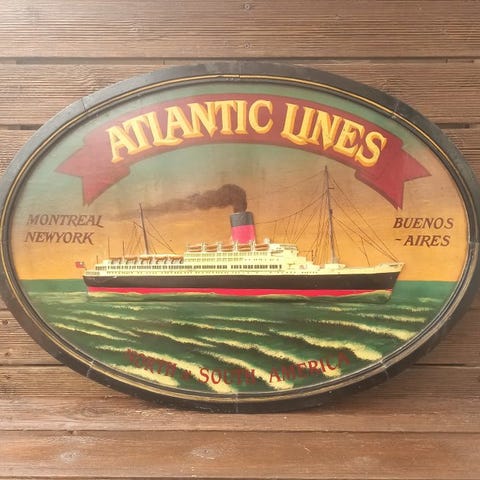 ATLANTIC LINES
MONTREAL
NEWYORK
BUENOS
- AIRES
NORTH & SOUTH AMERICA